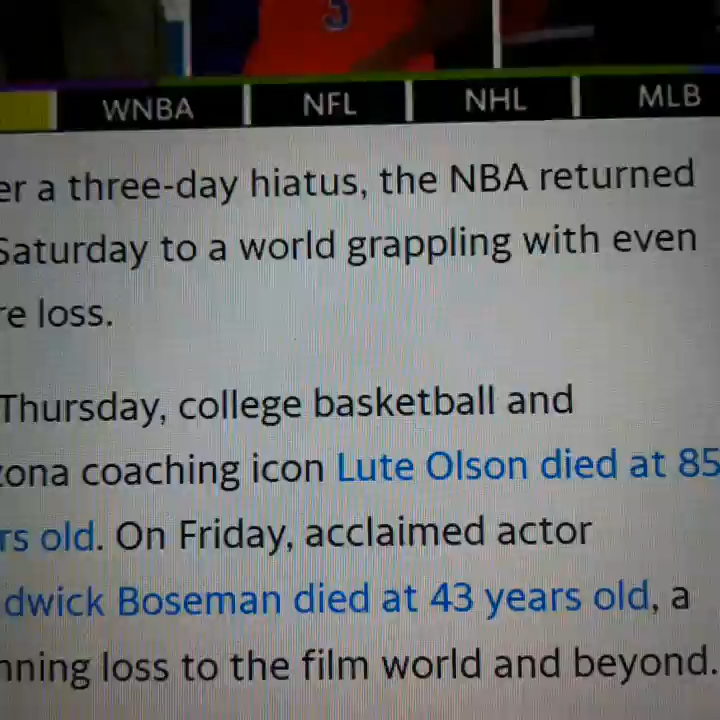 3
WNBA NFL NHL MLB
er a three-day hiatus, the NBA returned
Saturday to a world grappling with even
re loss.
Thursday, college basketball and
zona coaching icon Lute Olson died at 85
rs old. On Friday, acclaimed actor
dwick Boseman died at 43 years old, a
nning loss to the film world and beyond.